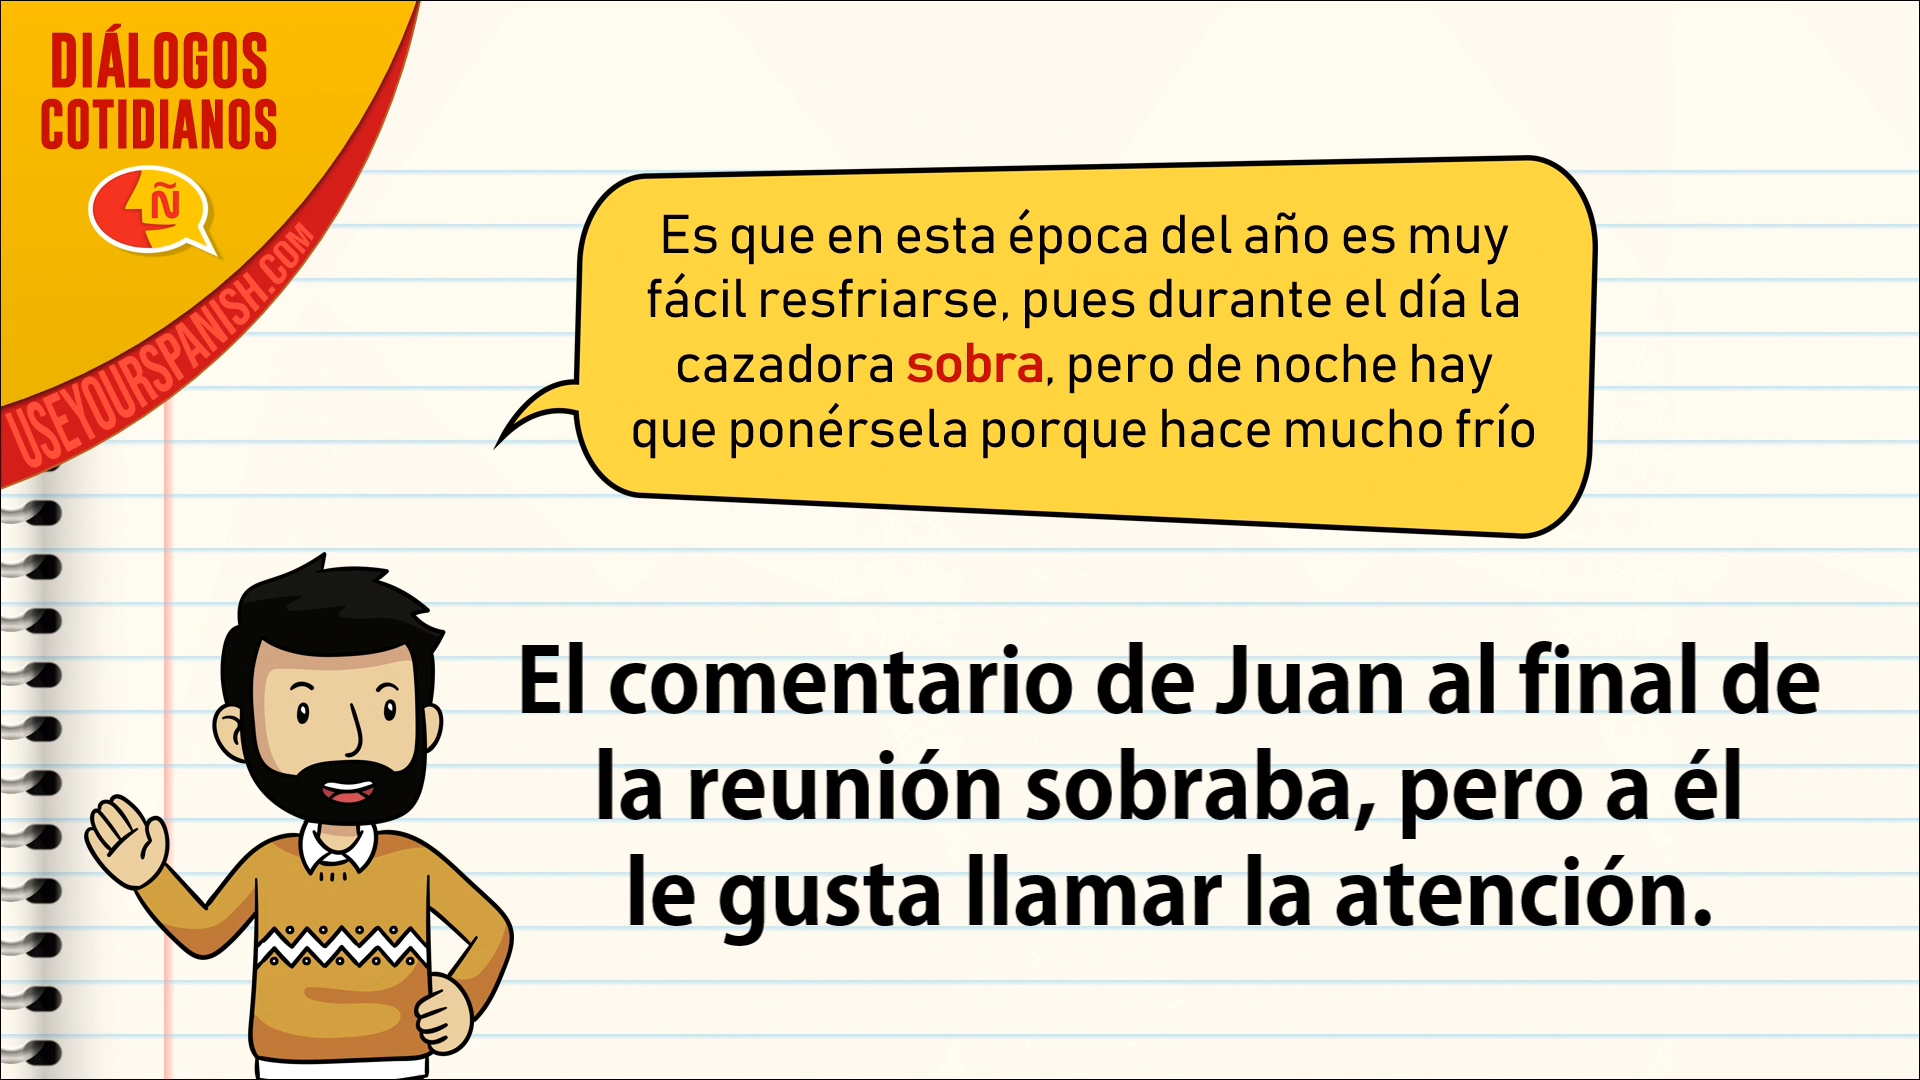 DIÁLOGOS
COTIDIANOS
Ñ
USEYOURSPANISH.COM
Es que en esta época del año es muy
fácil resfriarse, pues durante el día la
cazadora sobra, pero de noche hay
que ponérsela porque hace mucho frío
El comentario de Juan al final de
la reunión sobraba, pero a él
le gusta llamar la atención.